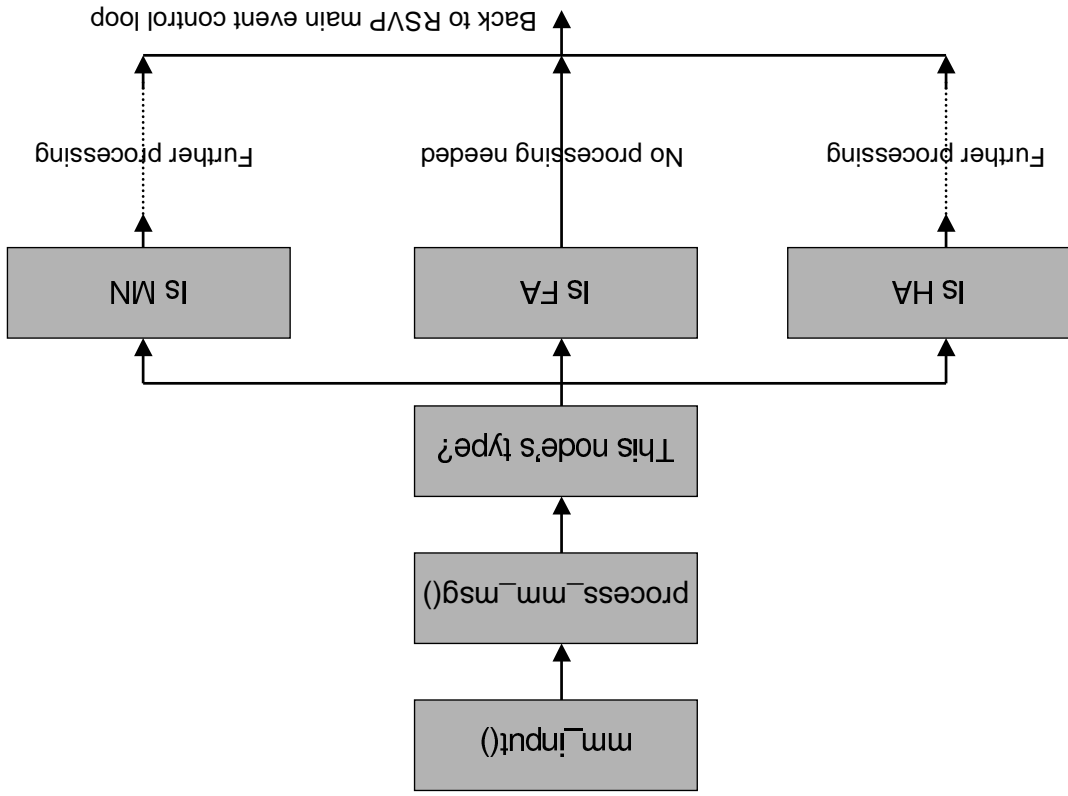 mm_input()
process_mm_msg()
This node's type?
Is HA
Is FA
Is MN
Further processing
No processing needed
Further processing
Back to RSVP main event control loop